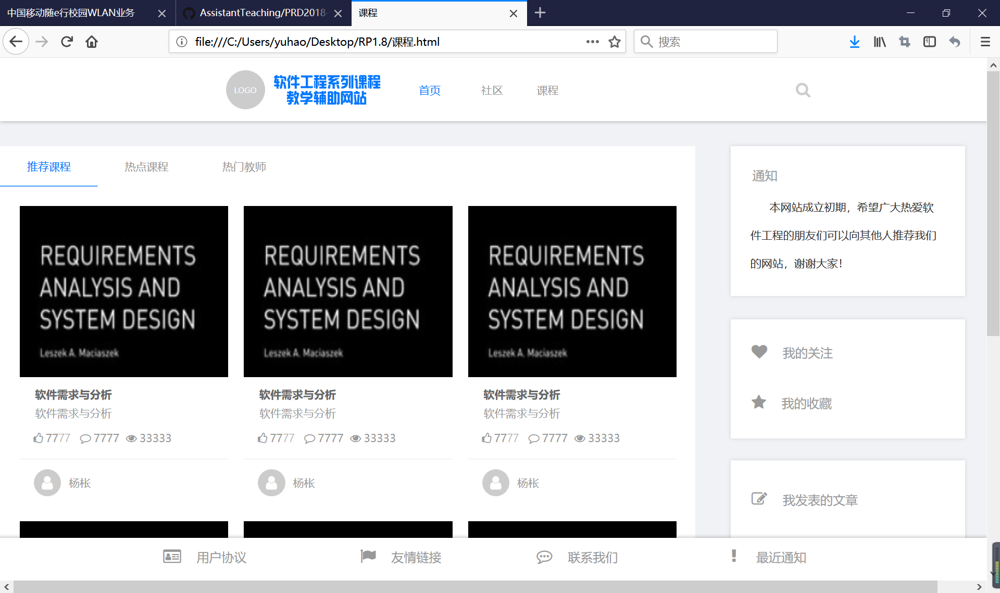 中国移动随e行校园WLAN业务
AssistantTeaching/PRD2018-
课程
file:///C:/Users/yuhao/Desktop/RP1.8/课程.html
搜索
LOGO
软件工程系列课程
教学辅助网站
首页
社区
课程
推荐课程
热点课程
热门教师
REQUIREMENTS
ANALYSIS AND
SYSTEM DESIGN
Leszek A. Maciaszek
软件需求与分析
软件需求与分析
7777 7777 33333
杨枨
REQUIREMENTS
ANALYSIS AND
SYSTEM DESIGN
Leszek A. Maciaszek
软件需求与分析
软件需求与分析
7777 7777 33333
杨枨
REQUIREMENTS
ANALYSIS AND
SYSTEM DESIGN
Leszek A. Maciaszek
软件需求与分析
软件需求与分析
7777 7777 33333
杨枨
通知
本网站成立初期，希望广大热爱软
件工程的朋友们可以向其他人推荐我们
的网站，谢谢大家！
我的关注
我的收藏
我发表的文章
用户协议
友情链接
联系我们
最近通知